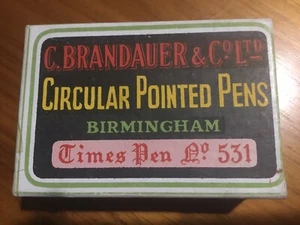 C. BRANDAUER & Co LTD
CIRCULAR POINTED PENS
BIRMINGHAM
Times Pen No 531